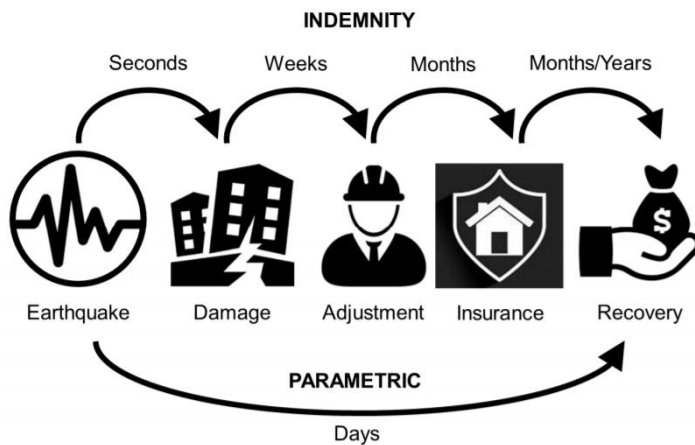 INDEMNITY
Seconds Weeks Months Months/Years
$
Earthquake Damage Adjustment Insurance Recovery
PARAMETRIC
Days